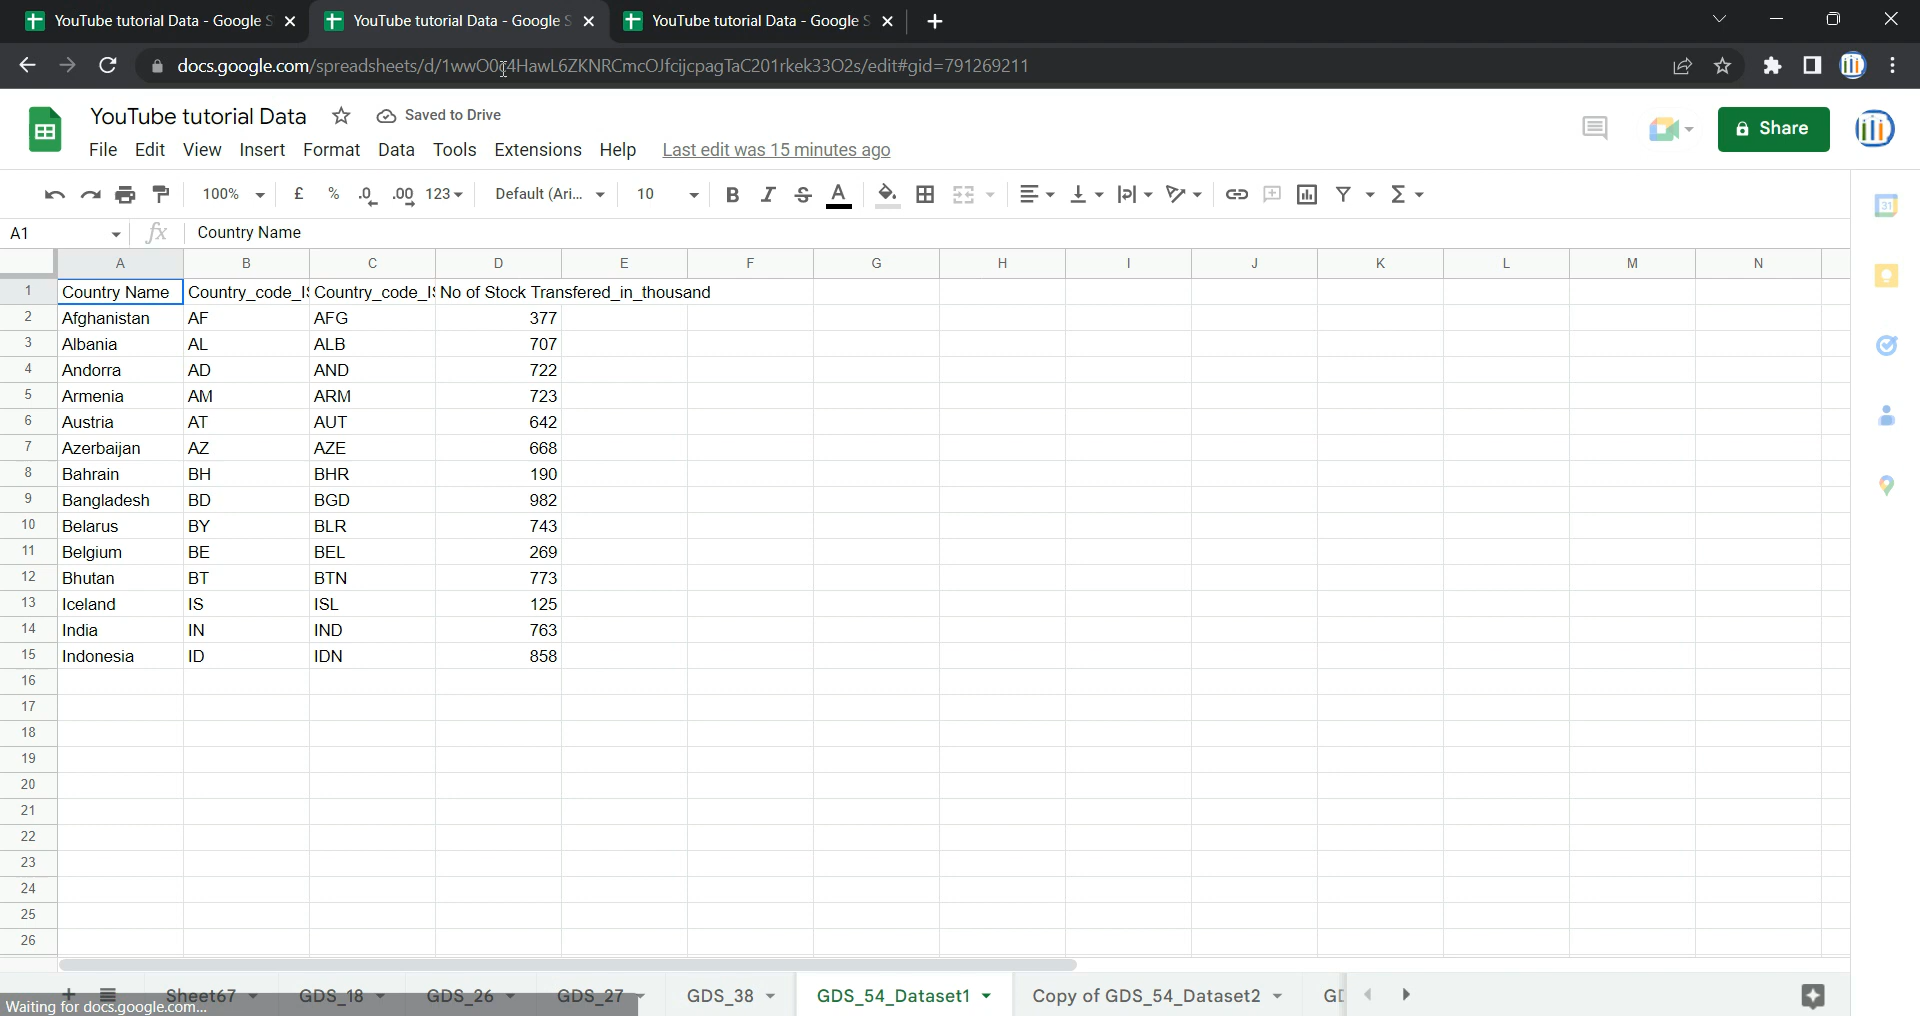 YouTube tutorial Data - Google S YouTube tutorial Data - Google S YouTube tutorial Data - Google S
docs.google.com/spreadsheets/d/1wwO0q4HawL6ZKNRCmcOJfcijcpagTaC201rkek33O2s/edit#gid=791269211
YouTube tutorial Data Saved to Drive
File Edit View Insert Format Data Tools Extensions Help Last edit was 15 minutes ago
Share
100% £ % .0 .00 123 Default (Ari... 10 B I S A
A1 fx Country Name
A B C D E F G H I J K L M N
1 Country Name Country_code_IS Country_code_IS No of Stock Transfered_in_thousand
2 Afghanistan AF AFG 377
3 Albania AL ALB 707
4 Andorra AD AND 722
5 Armenia AM ARM 723
6 Austria AT AUT 642
7 Azerbaijan AZ AZE 668
8 Bahrain BH BHR 190
9 Bangladesh BD BGD 982
10 Belarus BY BLR 743
11 Belgium BE BEL 269
12 Bhutan BT BTN 773
13 Iceland IS ISL 125
14 India IN IND 763
15 Indonesia ID IDN 858
16
17
18
19
20
21
22
23
24
25
26
Sheet67 GDS_18 GDS_26 GDS_27 GDS_38 GDS_54_Dataset1 Copy of GDS_54_Dataset2 GD
Waiting for docs.google.com...